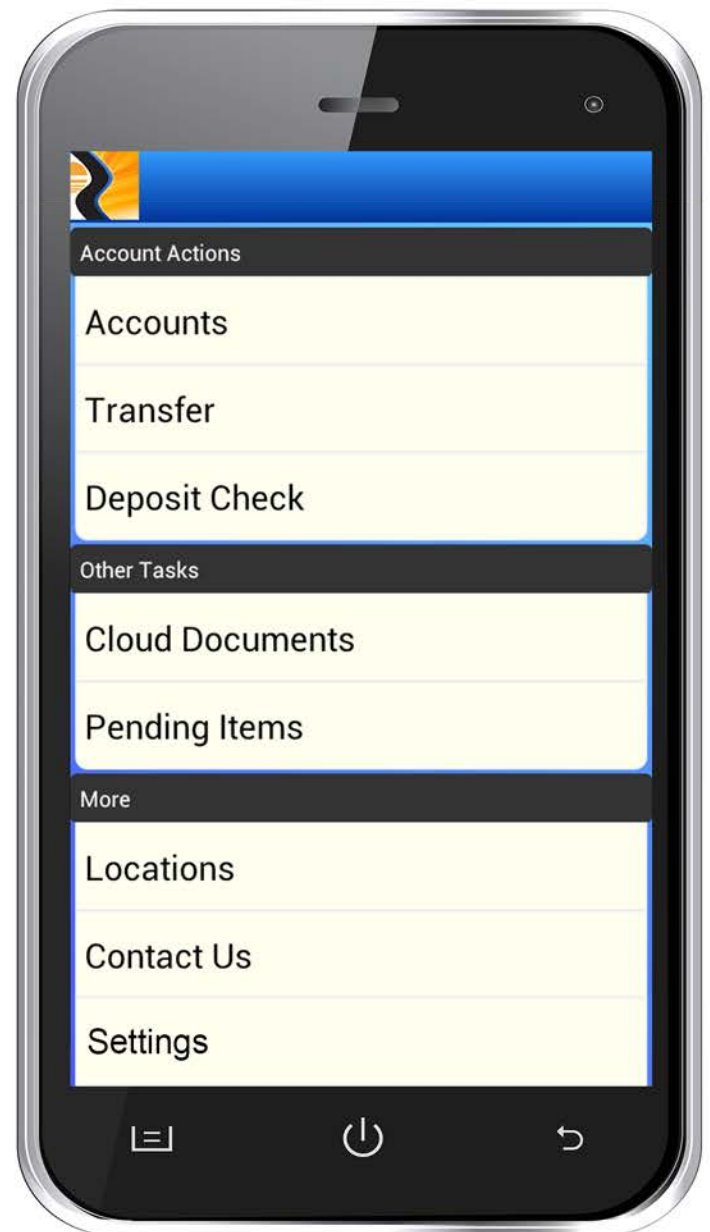 Account Actions
Accounts
Transfer
Deposit Check
Other Tasks
Cloud Documents
Pending Items
More
Locations
Contact Us
Settings